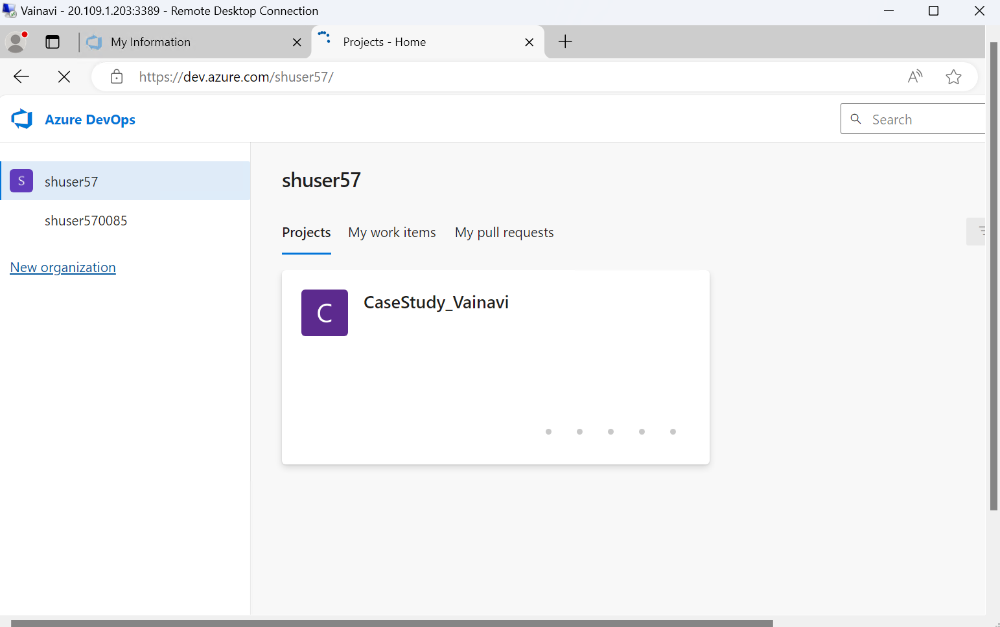 Vainavi - 20.109.1.203:3389 - Remote Desktop Connection
My Information
Projects - Home
https://dev.azure.com/shuser57/
Azure DevOps
Search
S
shuser57
shuser570085
New organization
shuser57
Projects
My work items
My pull requests
C
CaseStudy_Vainavi